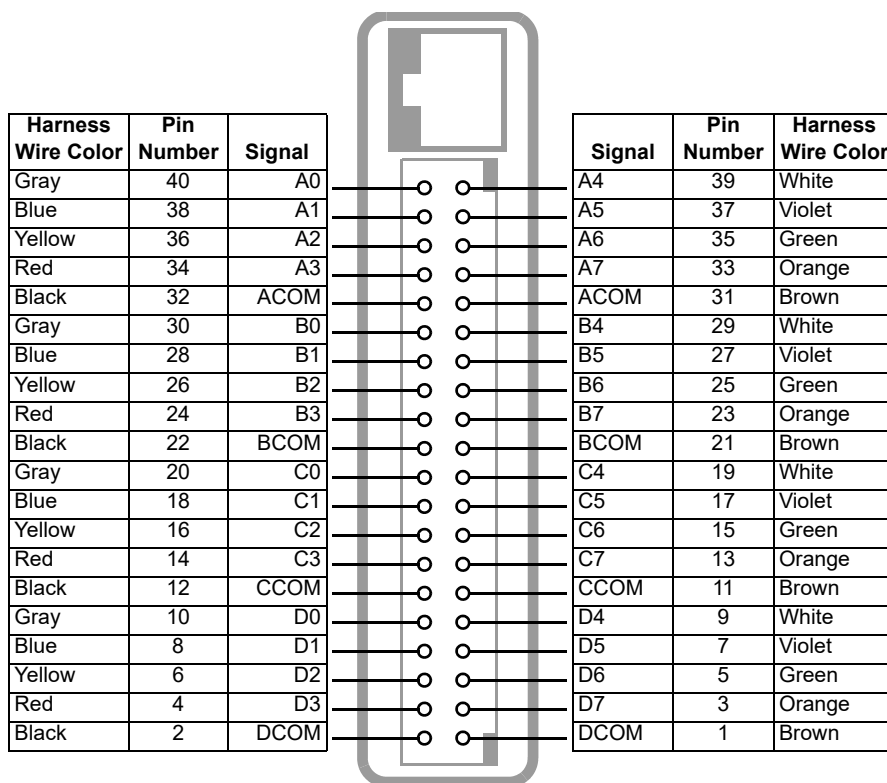 Harness Wire Color Pin Number Signal Signal Pin Number Harness Wire Color
Gray 40 A0 A4 39 White
Blue 38 A1 A5 37 Violet
Yellow 36 A2 A6 35 Green
Red 34 A3 A7 33 Orange
Black 32 ACOM ACOM 31 Brown
Gray 30 B0 B4 29 White
Blue 28 B1 B5 27 Violet
Yellow 26 B2 B6 25 Green
Red 24 B3 B7 23 Orange
Black 22 BCOM BCOM 21 Brown
Gray 20 C0 C4 19 White
Blue 18 C1 C5 17 Violet
Yellow 16 C2 C6 15 Green
Red 14 C3 C7 13 Orange
Black 12 CCOM CCOM 11 Brown
Gray 10 D0 D4 9 White
Blue 8 D1 D5 7 Violet
Yellow 6 D2 D6 5 Green
Red 4 D3 D7 3 Orange
Black 2 DCOM DCOM 1 Brown